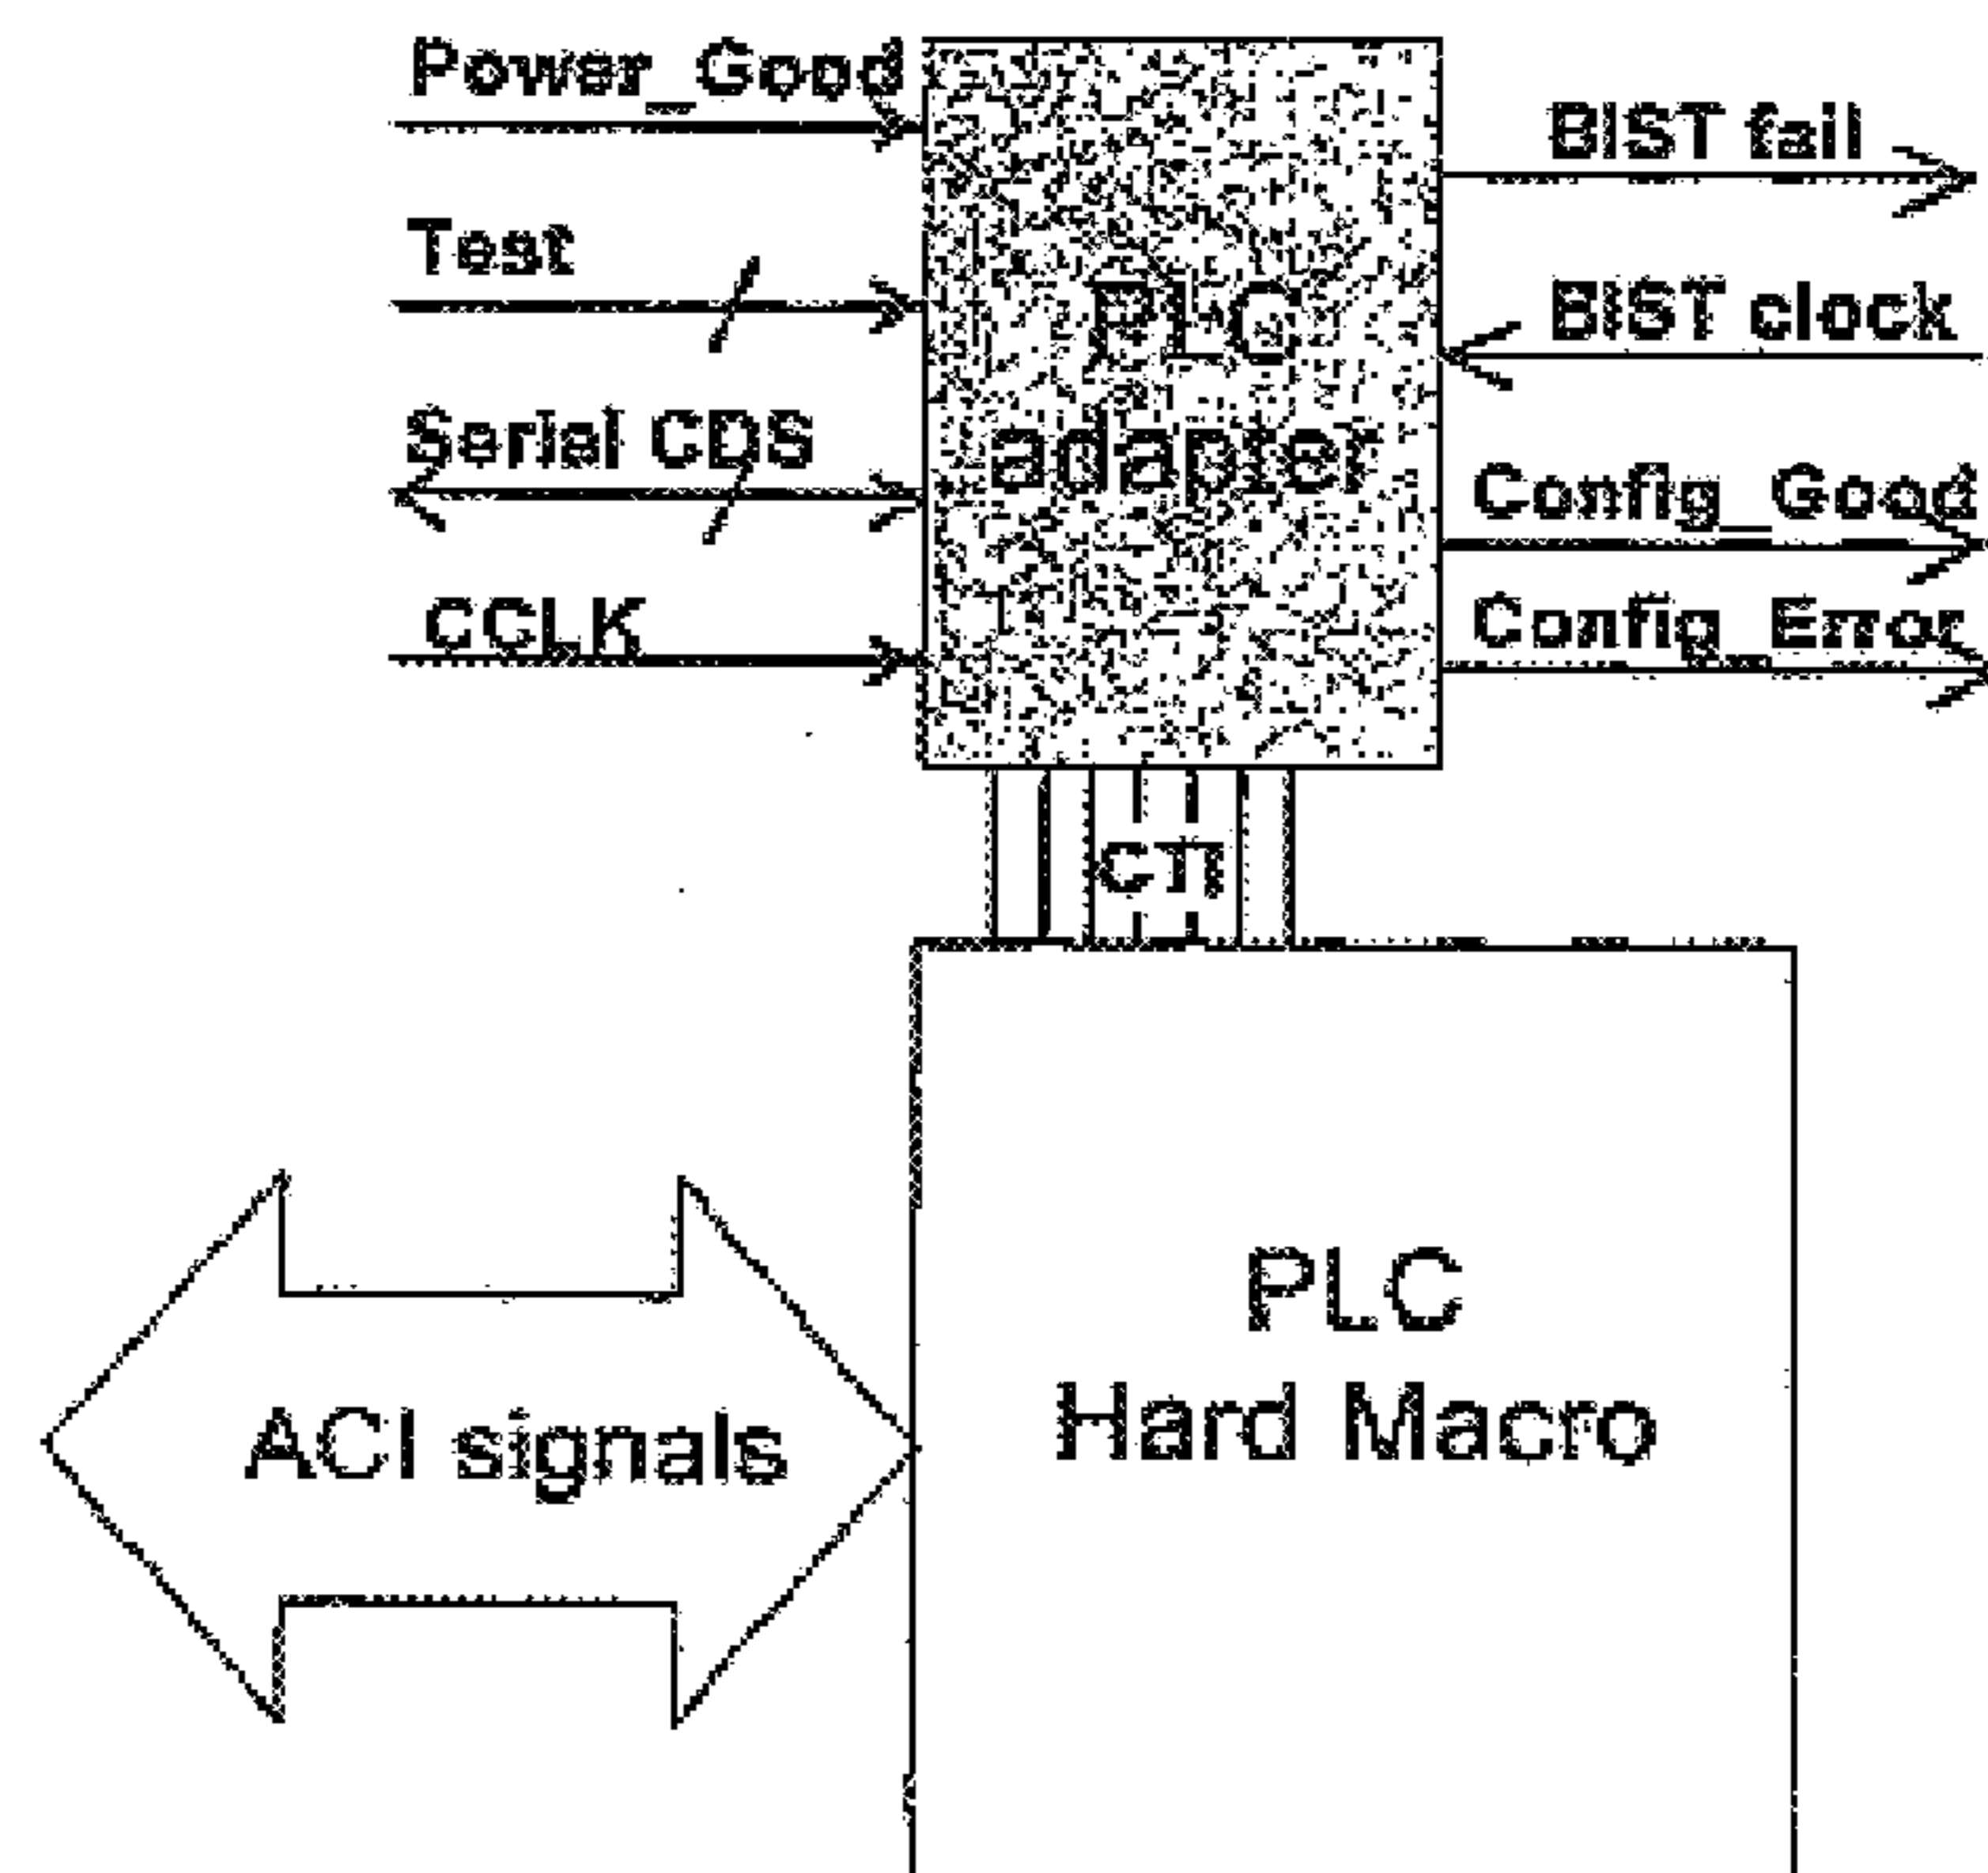 Power_Good
BIST fail
Test
PLC
BIST clock
Serial CDS
adapter
Config_Good
CCLK
Config_Error
CTI
PLC
Hard Macro
ACI signals